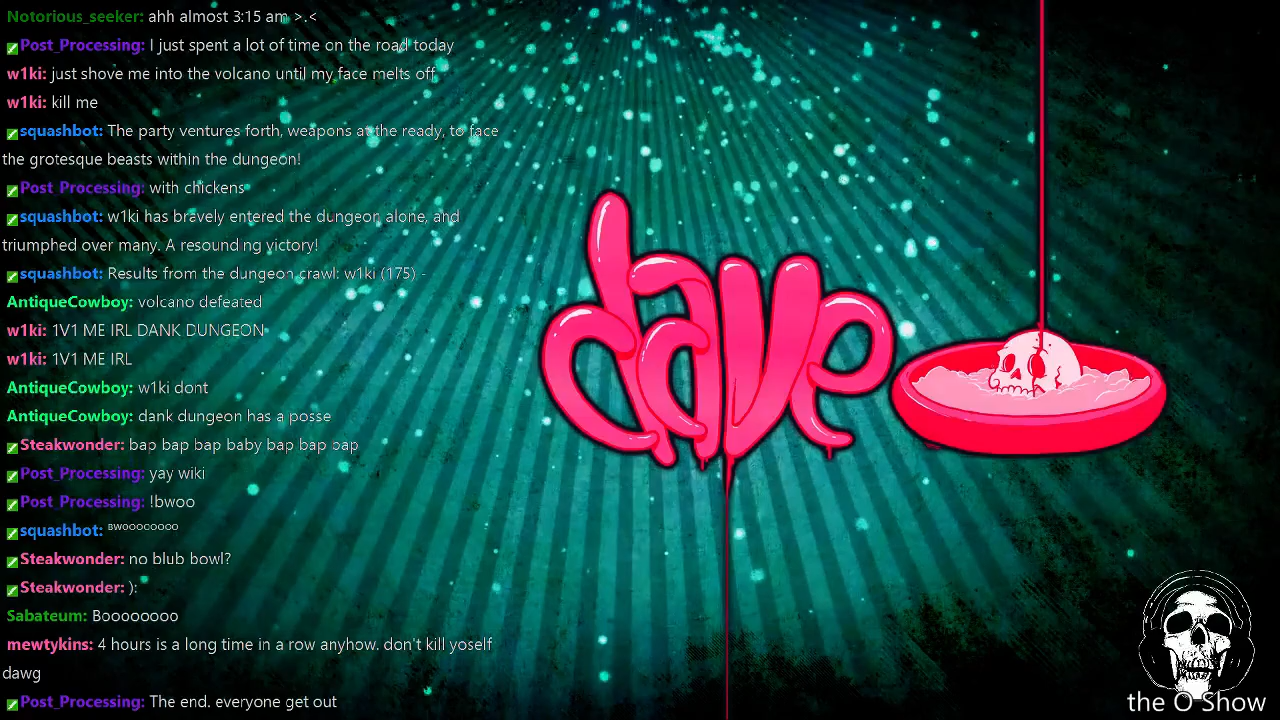 Notorious_seeker: ahh almost 3:15 am >.<
Post_Processing: I just spent a lot of time on the road today
w1ki: just shove me into the volcano until my face melts off
w1ki: kill me
squashbot: The party ventures forth, weapons at the ready, to face
the grotesque beasts within the dungeon!
Post_Processing: with chickens
squashbot: w1ki has bravely entered the dungeon, alone, and
triumphed over many. A resounding victory!
squashbot: Results from the dungeon crawl: w1ki (175) -
AntiqueCowboy: volcano defeated
w1ki: 1V1 ME IRL DANK DUNGEON
w1ki: 1V1 ME IRL
AntiqueCowboy: w1ki dont
AntiqueCowboy: dank dungeon has a posse
Steakwonder: bap bap bap baby bap bap bap
Post_Processing: yay wiki
Post_Processing: !bwoo
squashbot: ᴮᵂᴼᴼᴼᴼᴼᴼᴼ
Steakwonder: no blub bowl?
Steakwonder: ):
Sabateum: Boooooooo
mewtykins: 4 hours is a long time in a row anyhow. don't kill yoself
dawg
Post_Processing: The end. everyone get out
dave
the O Show